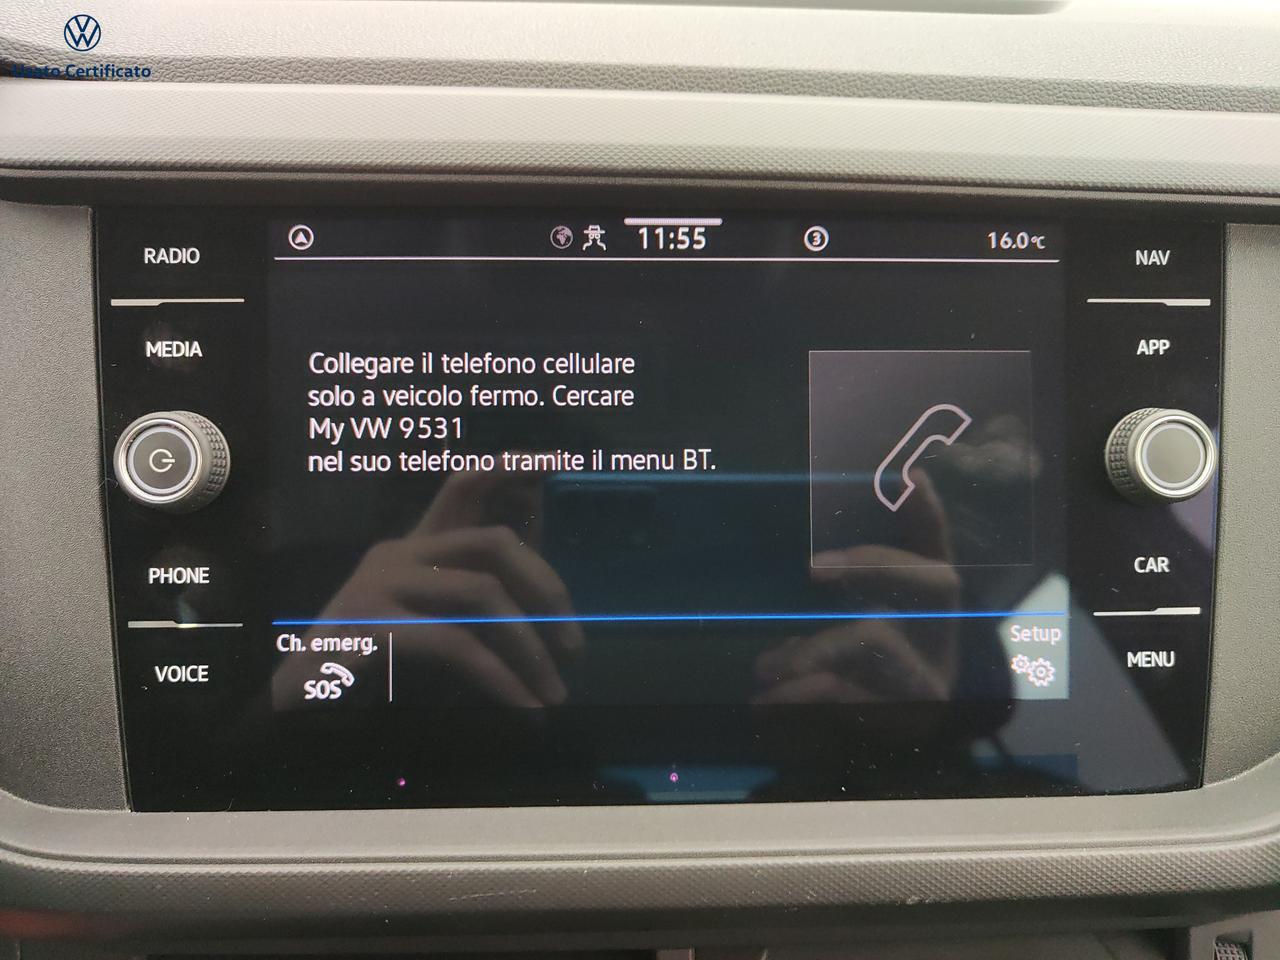 Usato Certificato
RADIO
MEDIA
PHONE
VOICE
11:55
3
16.0°C
Collegare il telefono cellulare
solo a veicolo fermo. Cercare
My VW 9531
nel suo telefono tramite il menu BT.
Ch. emerg.
SOS
Setup
NAV
APP
CAR
MENU